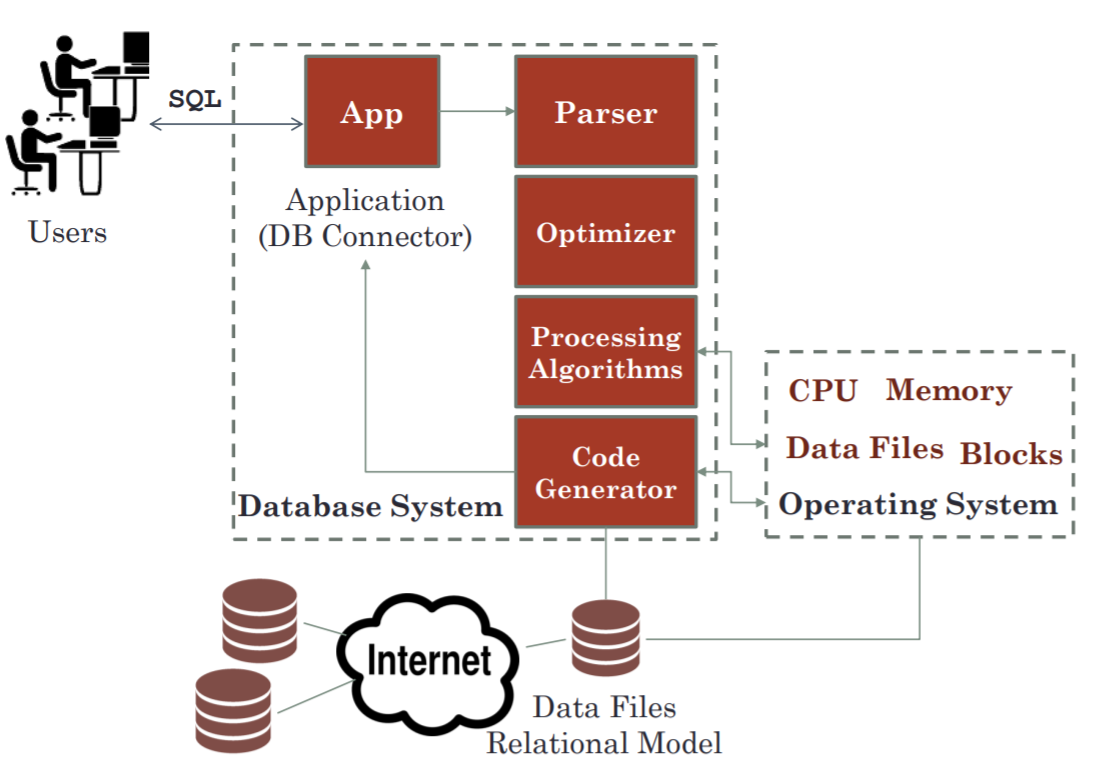 SQL
App
Parser
Users
Application
(DB Connector)
Optimizer
Processing
Algorithms
CPU Memory
Data Files Blocks
Code
Generator
Database System
Operating System
Internet
Data Files
Relational Model